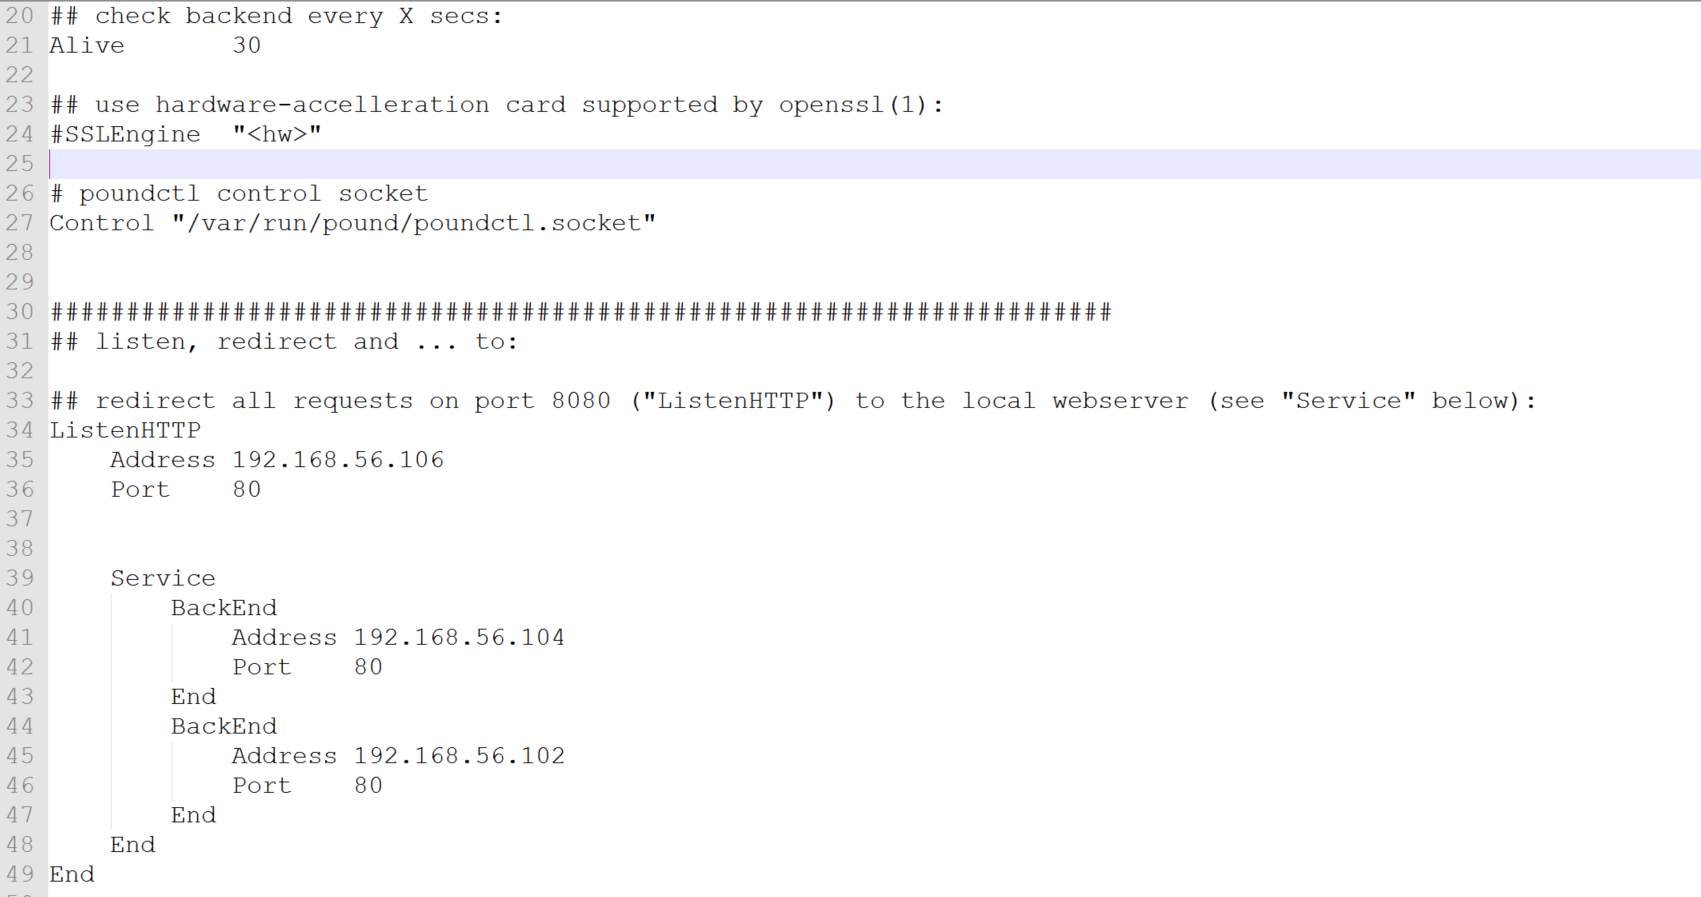 20 ## check backend every X secs:
21 Alive 30
22
23 ## use hardware-accelleration card supported by openssl(1):
24 #SSLEngine "<hw>"
25
26 # poundctl control socket
27 Control "/var/run/pound/poundctl.socket"
28
29
30 ######################################################################
31 ## listen, redirect and ... to:
32
33 ## redirect all requests on port 8080 ("ListenHTTP") to the local webserver (see "Service" below):
34 ListenHTTP
35     Address 192.168.56.106
36     Port    80
37
38
39     Service
40         BackEnd
41             Address 192.168.56.104
42             Port    80
43         End
44         BackEnd
45             Address 192.168.56.102
46             Port    80
47         End
48     End
49 End